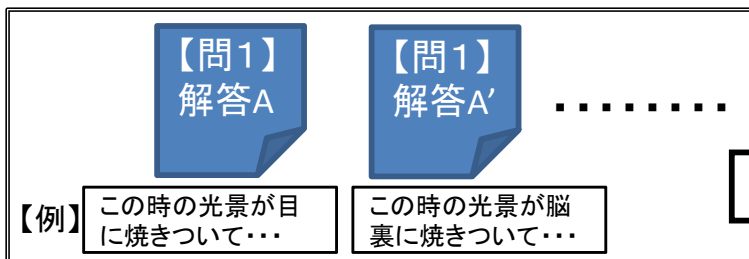 【問1】
解答A
【問1】
解答A’
・・・・・・・・
【例】
この時の光景が目
に焼きついて・・・
この時の光景が脳
裏に焼きついて・・・